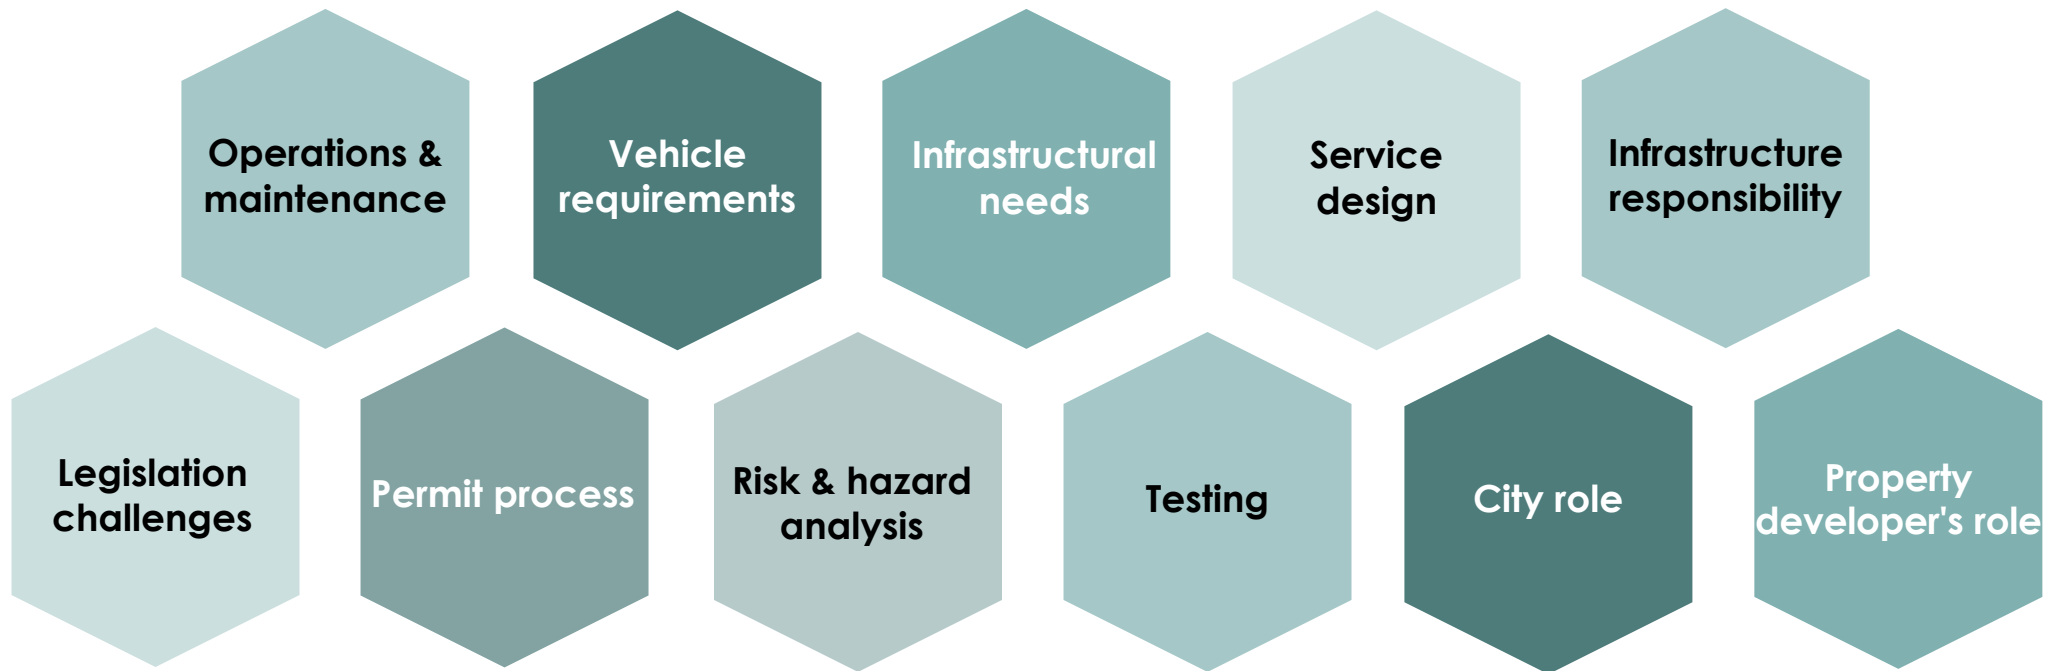 Operations &
maintenance
Vehicle
requirements
Infrastructural
needs
Service
design
Infrastructure
responsibility
Legislation
challenges
Permit process
Risk & hazard
analysis
Testing
City role
Property
developer's role